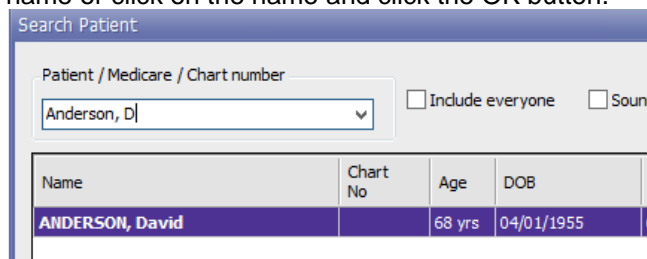 name or click on the name and click the OK button.
Search Patient
Patient / Medicare / Chart number
Anderson, D
Include everyone
Soun
Name
Chart No
Age
DOB
ANDERSON, David
68 yrs
04/01/1955